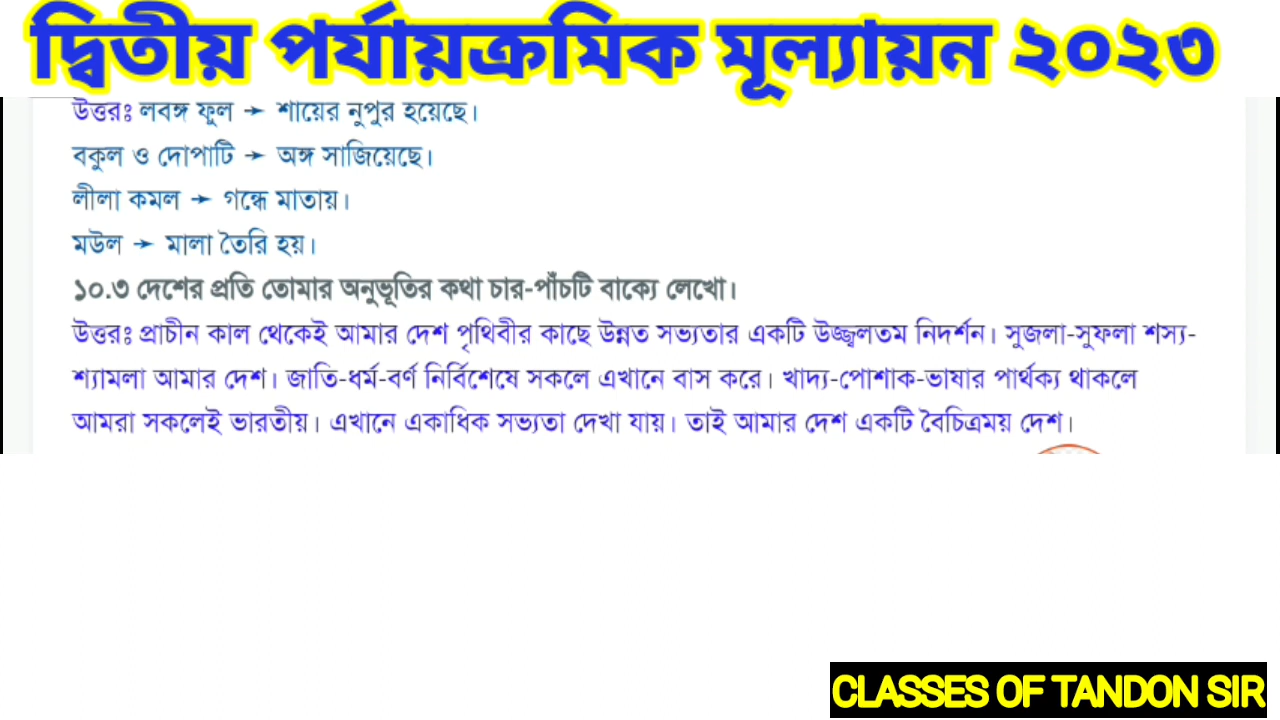 দ্বিতীয় পর্যায়ক্রমিক মূল্যায়ন ২০২৩
উত্তরঃ লবঙ্গ ফুল → শায়ের নুপুর হয়েছে।
বকুল ও দোপাটি → অঙ্গ সাজিয়েছে।
লীলা কমল → গন্ধে মাতায়।
মউল → মালা তৈরি হয়।
১০.৩ দেশের প্রতি তোমার অনুভূতির কথা চার-পাঁচটি বাক্যে লেখো।
উত্তরঃ প্রাচীন কাল থেকেই আমার দেশ পৃথিবীর কাছে উন্নত সভ্যতার একটি উজ্জ্বলতম নিদর্শন। সুজলা-সুফলা শস্য-
শ্যামলা আমার দেশ। জাতি-ধর্ম-বর্ণ নির্বিশেষে সকলে এখানে বাস করে। খাদ্য-পোশাক-ভাষার পার্থক্য থাকলে
আমরা সকলেই ভারতীয়। এখানে একাধিক সভ্যতা দেখা যায়। তাই আমার দেশ একটি বৈচিত্রময় দেশ।
CLASSES OF TANDON SIR